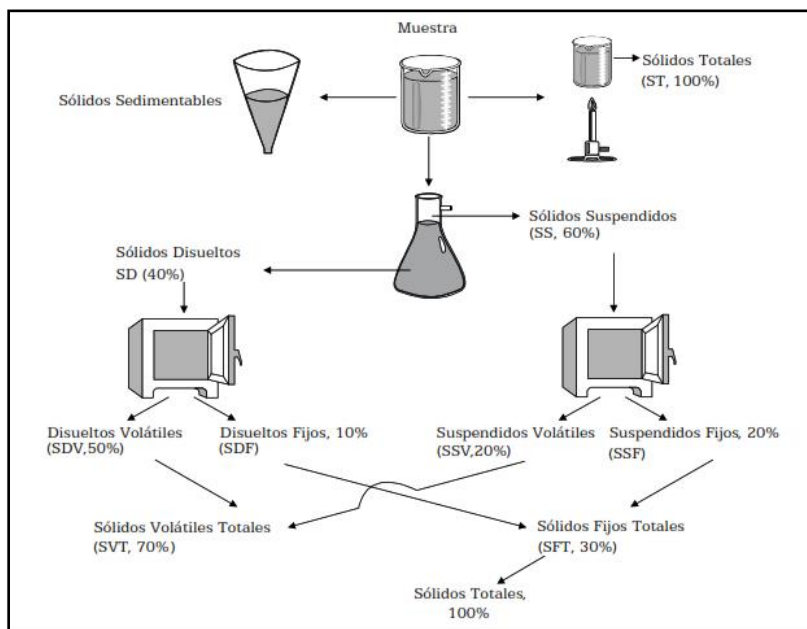 Muestra
Sólidos Totales
(ST, 100%)
Sólidos Sedimentables
Sólidos Suspendidos
(SS, 60%)
Sólidos Disueltos
SD (40%)
Disueltos Volátiles
(SDV,50%)
Disueltos Fijos, 10%
(SDF)
Suspendidos Volátiles
(SSV,20%)
Suspendidos Fijos, 20%
(SSF)
Sólidos Volátiles Totales
(SVT, 70%)
Sólidos Fijos Totales
(SFT, 30%)
Sólidos Totales,
100%